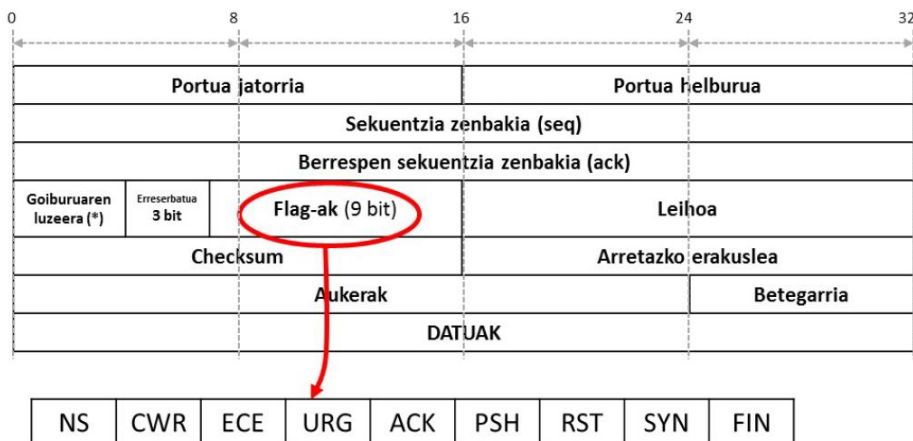 0 8 16 24 32
Portua jatorria Portua helburua
Sekuentzia zenbakia (seq)
Berrespen sekuentzia zenbakia (ack)
Goiburuaren Erreserbatua Flag-ak (9 bit) Leihoa
luzeera (*) 3 bit
Checksum Arretazko erakuslea
Aukerak Betegarria
DATUAK
NS CWR ECE URG ACK PSH RST SYN FIN